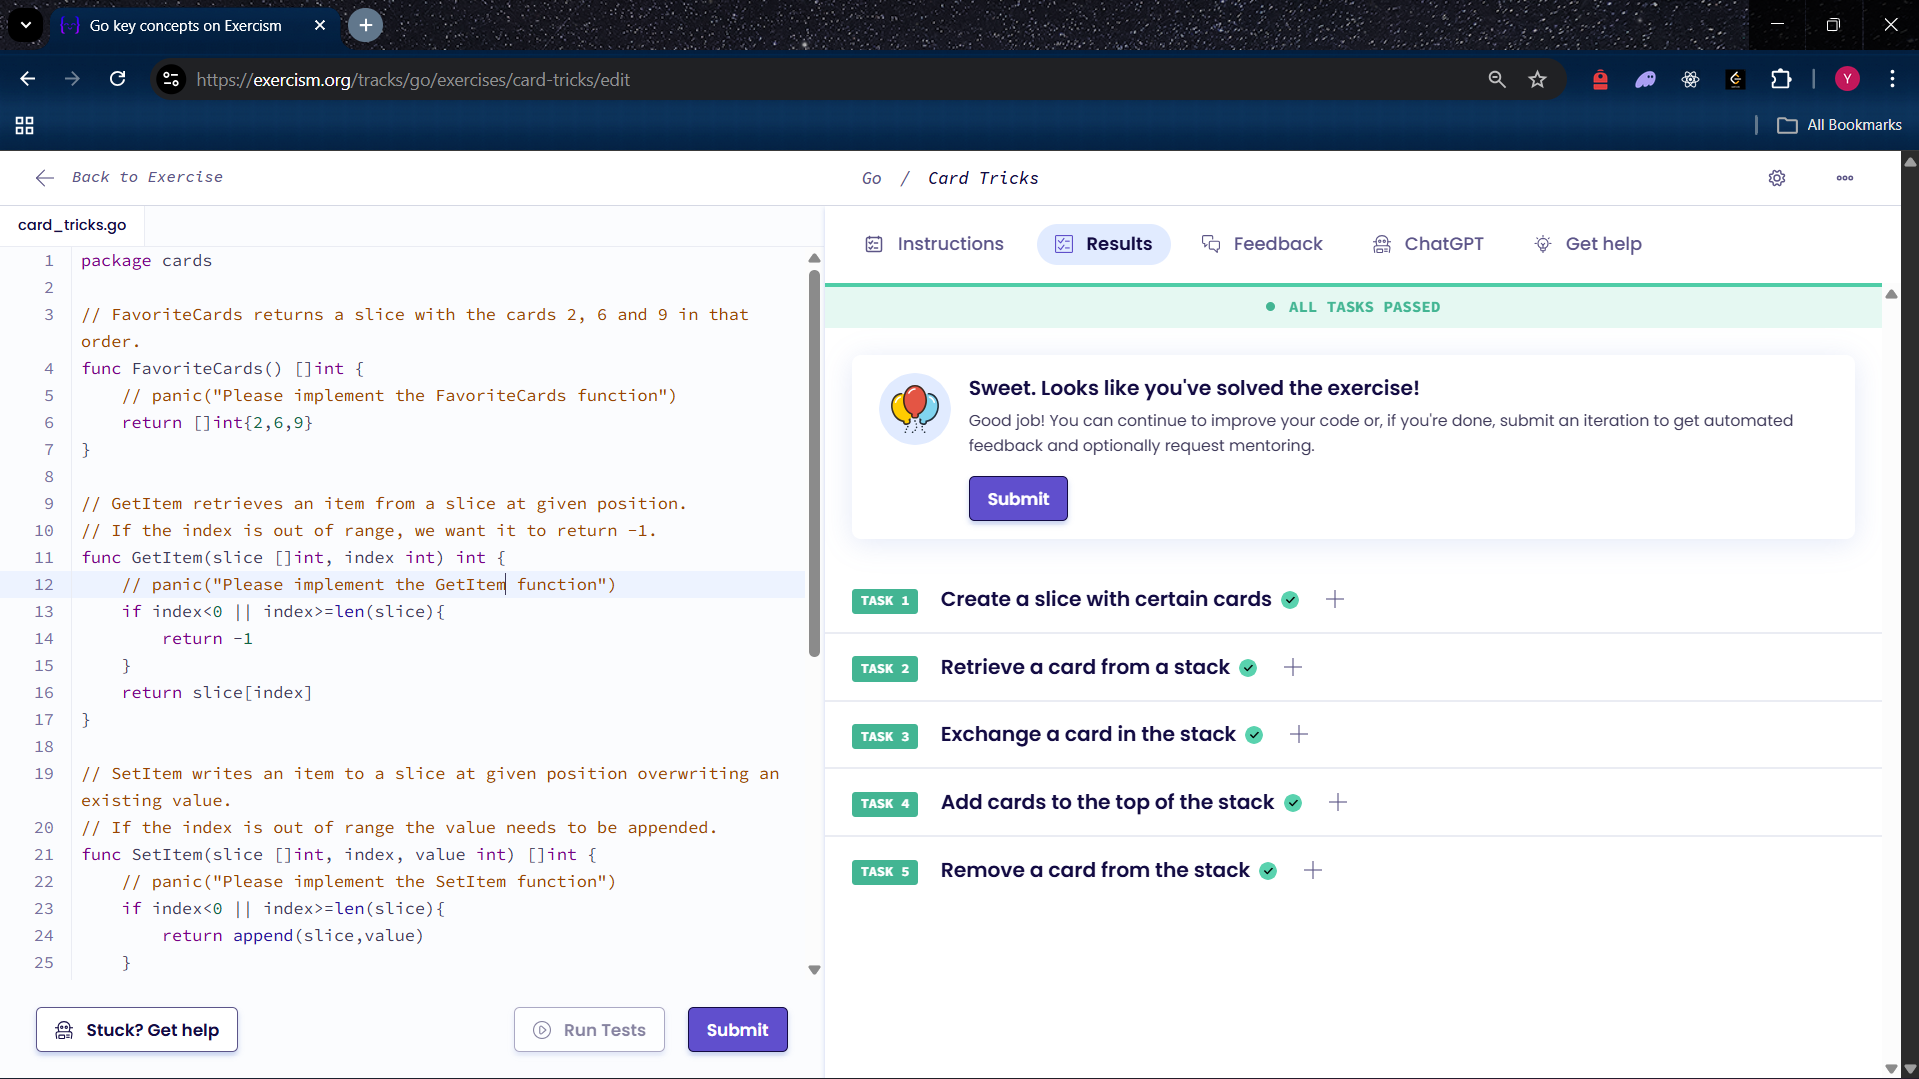 Go key concepts on Exercism
https://exercism.org/tracks/go/exercises/card-tricks/edit
Y
All Bookmarks
Back to Exercise
Go / Card Tricks
card_tricks.go
1 package cards
2
3 // FavoriteCards returns a slice with the cards 2, 6 and 9 in that
order.
4 func FavoriteCards() []int {
5 // panic("Please implement the FavoriteCards function")
6 return []int{2,6,9}
7 }
8
9 // GetItem retrieves an item from a slice at given position.
10 // If the index is out of range, we want it to return -1.
11 func GetItem(slice []int, index int) int {
12 // panic("Please implement the GetItem function")
13 if index<0 || index>=len(slice){
14 return -1
15 }
16 return slice[index]
17 }
18
19 // SetItem writes an item to a slice at given position overwriting an
existing value.
20 // If the index is out of range the value needs to be appended.
21 func SetItem(slice []int, index, value int) []int {
22 // panic("Please implement the SetItem function")
23 if index<0 || index>=len(slice){
24 return append(slice,value)
25 }
Stuck? Get help
Run Tests
Submit
Instructions
Results
Feedback
ChatGPT
Get help
ALL TASKS PASSED
Sweet. Looks like you've solved the exercise!
Good job! You can continue to improve your code or, if you're done, submit an iteration to get automated
feedback and optionally request mentoring.
Submit
TASK 1 Create a slice with certain cards
TASK 2 Retrieve a card from a stack
TASK 3 Exchange a card in the stack
TASK 4 Add cards to the top of the stack
TASK 5 Remove a card from the stack